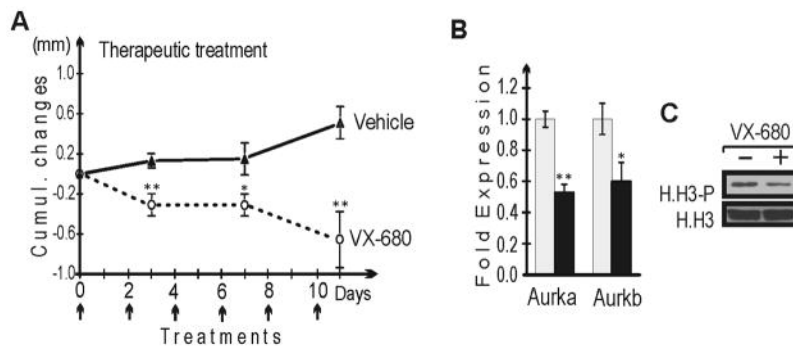 A
(mm)
Therapeutic treatment
Cumul. changes
1.0
0.6
0.2
-0.2
-0.6
-1.0
Vehicle
**
*
**
VX-680
0 2 4 6 8 10 Days
Treatments
B
Fold Expression
1.2
1.0
0.8
0.6
0.4
0.2
0.0
**
*
Aurka Aurkb
C
VX-680
− +
H.H3-P
H.H3